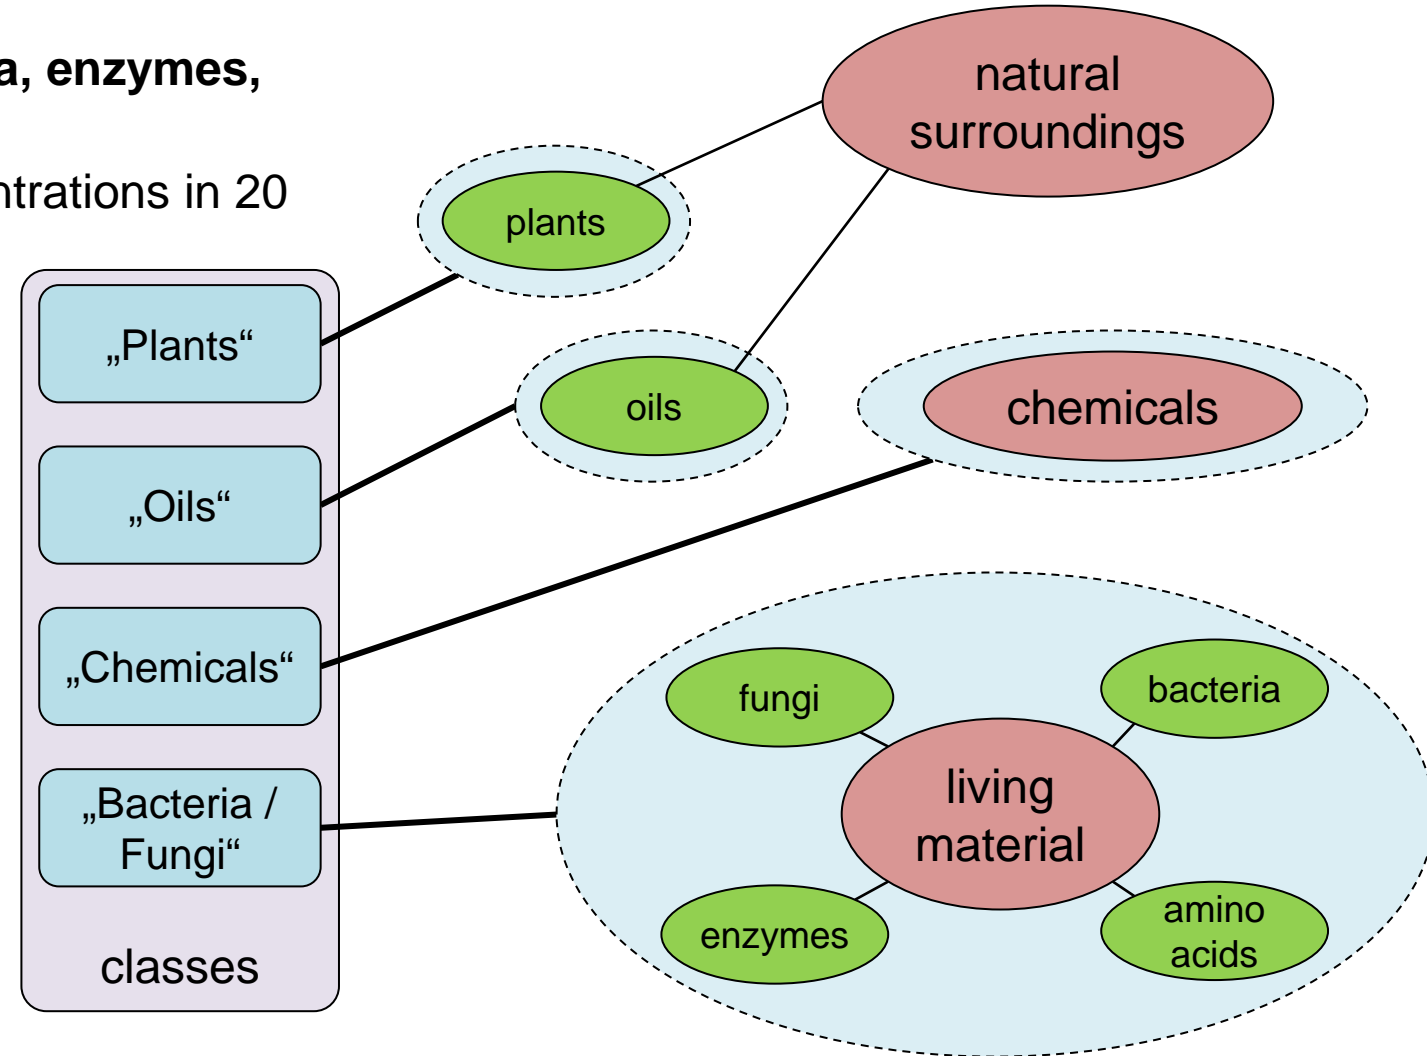 enzymes,
in 20
natural
surroundings
plants
„Plants“
oils
chemicals
„Oils“
„Chemicals“
fungi
bacteria
„Bacteria /
Fungi“
living
material
enzymes
amino
acids
classes